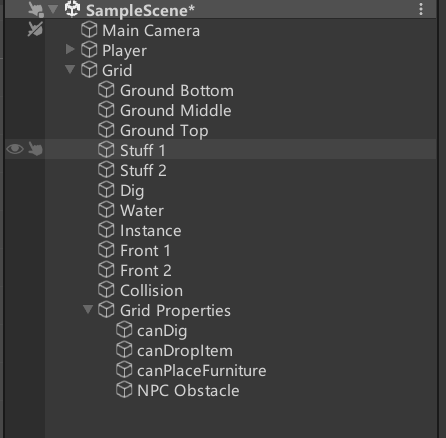 SampleScene*
Main Camera
Player
Grid
Ground Bottom
Ground Middle
Ground Top
Stuff 1
Stuff 2
Dig
Water
Instance
Front 1
Front 2
Collision
Grid Properties
canDig
canDropItem
canPlaceFurniture
NPC Obstacle